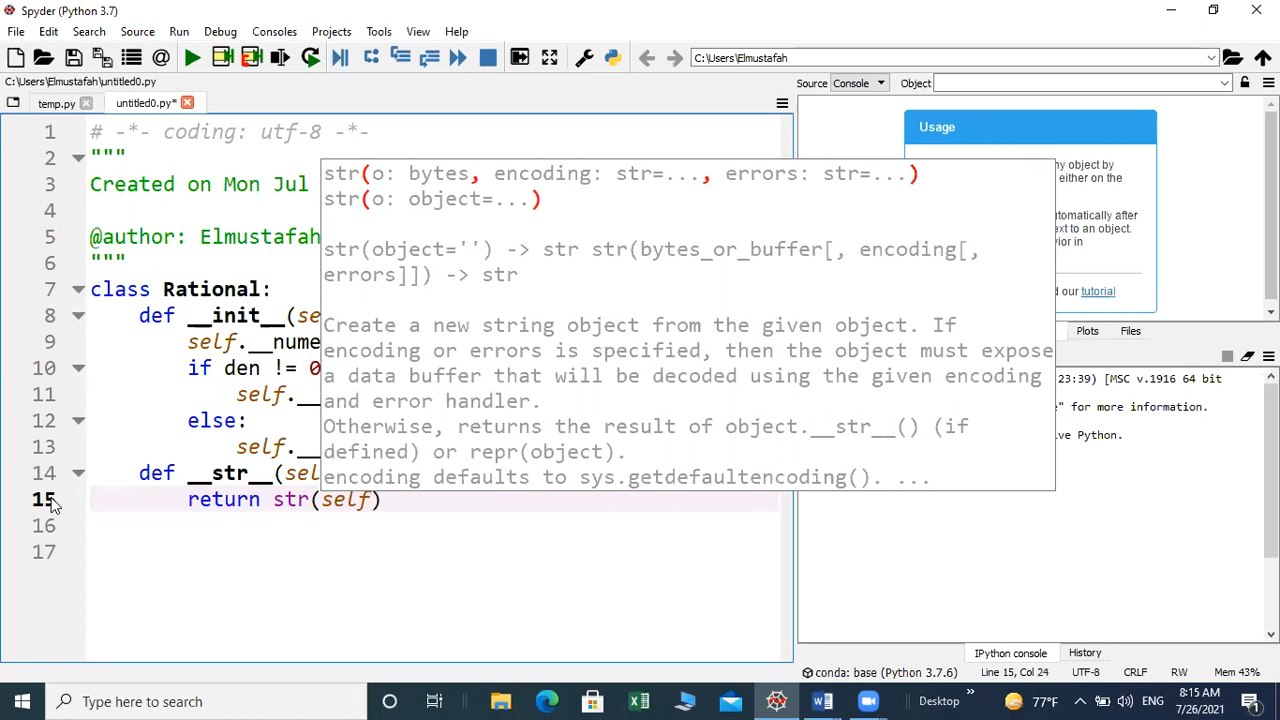 Spyder (Python 3.7)
File Edit Search Source Run Debug Consoles Projects Tools View Help
C:\Users\Elmustafah
C:\Users\Elmustafah\untitled0.py
temp.py untitled0.py*
1 # -*- coding: utf-8 -*-
2 """
3 Created on Mon Jul
4
5 @author: Elmustafah
6 """
7 class Rational:
8 def __init__(se
9 self.__nume
10 if den != 0
11 self.__
12 else:
13 self.__
14 def __str__(sel
15 return str(self)
16
17
str(o: bytes, encoding: str=..., errors: str=...)
str(o: object=...)
str(object='') -> str str(bytes_or_buffer[, encoding[,
errors]]) -> str
Create a new string object from the given object. If
encoding or errors is specified, then the object must expose
a data buffer that will be decoded using the given encoding
and error handler.
Otherwise, returns the result of object.__str__() (if
defined) or repr(object).
encoding defaults to sys.getdefaultencoding(). ...
Source Console Object
Usage
ny object by
either on the
utomatically after
ext to an object.
vior in
d our tutorial
Plots Files
23:39) [MSC v.1916 64 bit
e" for more information.
ve Python.
IPython console History
conda: base (Python 3.7.6) Line 15, Col 24 UTF-8 CRLF RW Mem 43%
Type here to search
Desktop
»
77°F
ENG
8:15 AM
7/26/2021
1